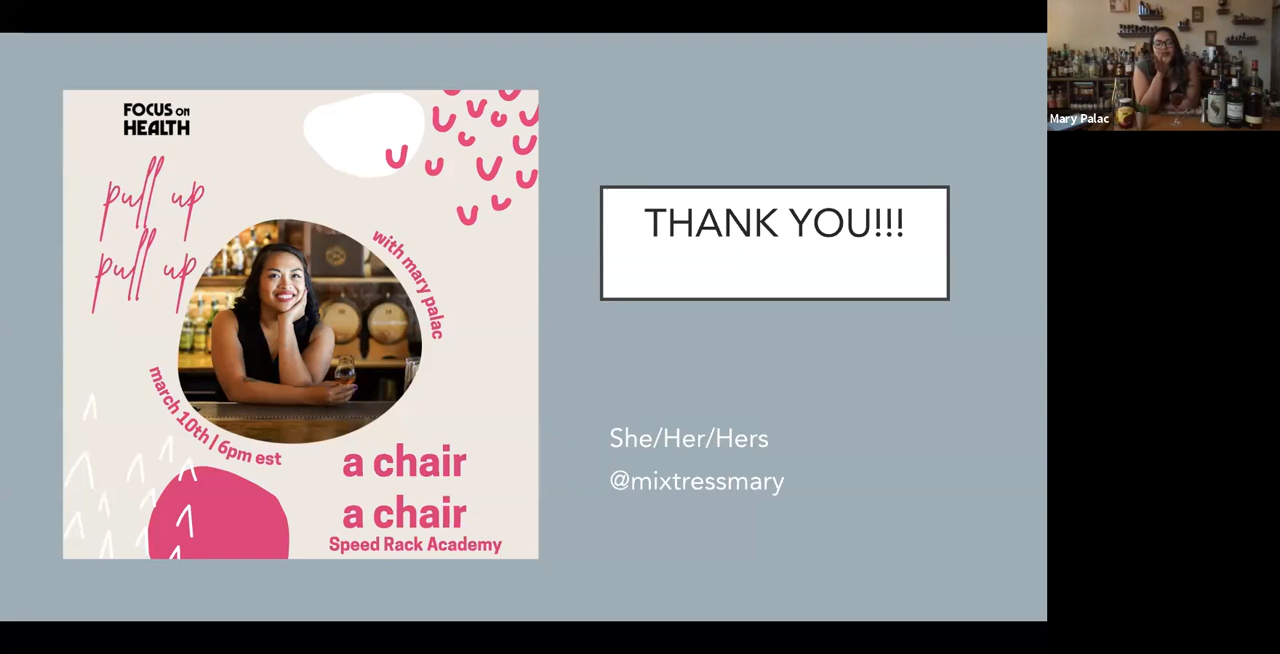 FOCUS ON
HEALTH
pull up
pull up
with mary palac
march 10th | 6pm est
a chair
a chair
Speed Rack Academy
THANK YOU!!!
She/Her/Hers
@mixtressmary
Mary Palac